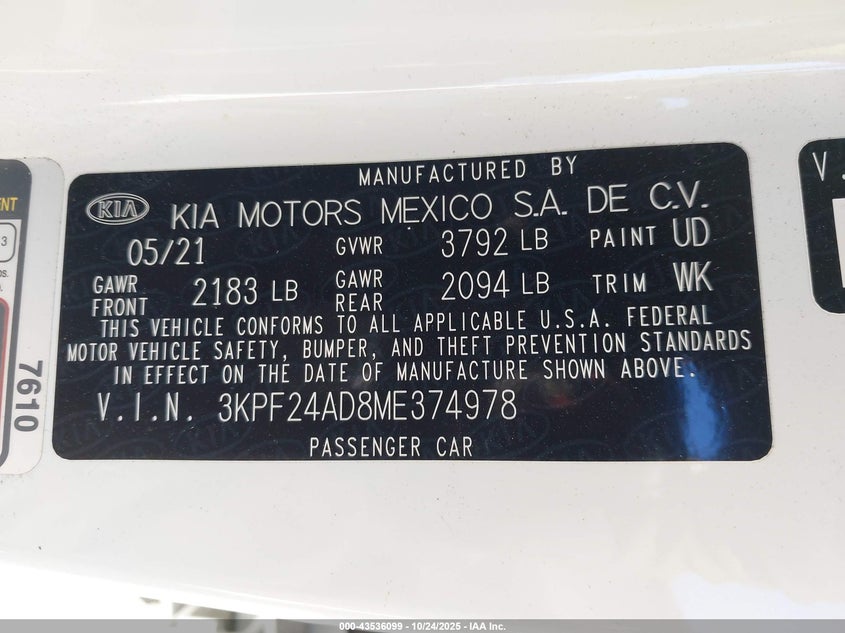 MANUFACTURED BY
KIA KIA MOTORS MEXICO S.A. DE C.V.
05/21 GVWR 3792 LB PAINT UD
GAWR FRONT 2183 LB GAWR REAR 2094 LB TRIM WK
THIS VEHICLE CONFORMS TO ALL APPLICABLE U.S.A. FEDERAL
MOTOR VEHICLE SAFETY, BUMPER, AND THEFT PREVENTION STANDARDS
IN EFFECT ON THE DATE OF MANUFACTURE SHOWN ABOVE.
V.I.N. 3KPF24AD8ME374978
PASSENGER CAR
7610
000-43536099 - 10/24/2025 - IAA Inc.